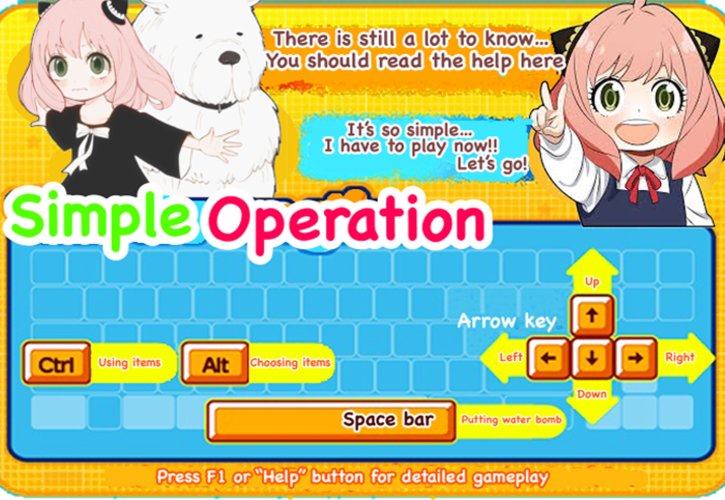 There is still a lot to know...
You should read the help here
It's so simple...
I have to play now!!
Let's go!
Simple Operation
Up
Arrow key
↑
Ctrl Using items Alt Choosing items Left ← ↓ → Right
Down
Space bar Putting water bomb
Press F1 or "Help" button for detailed gameplay